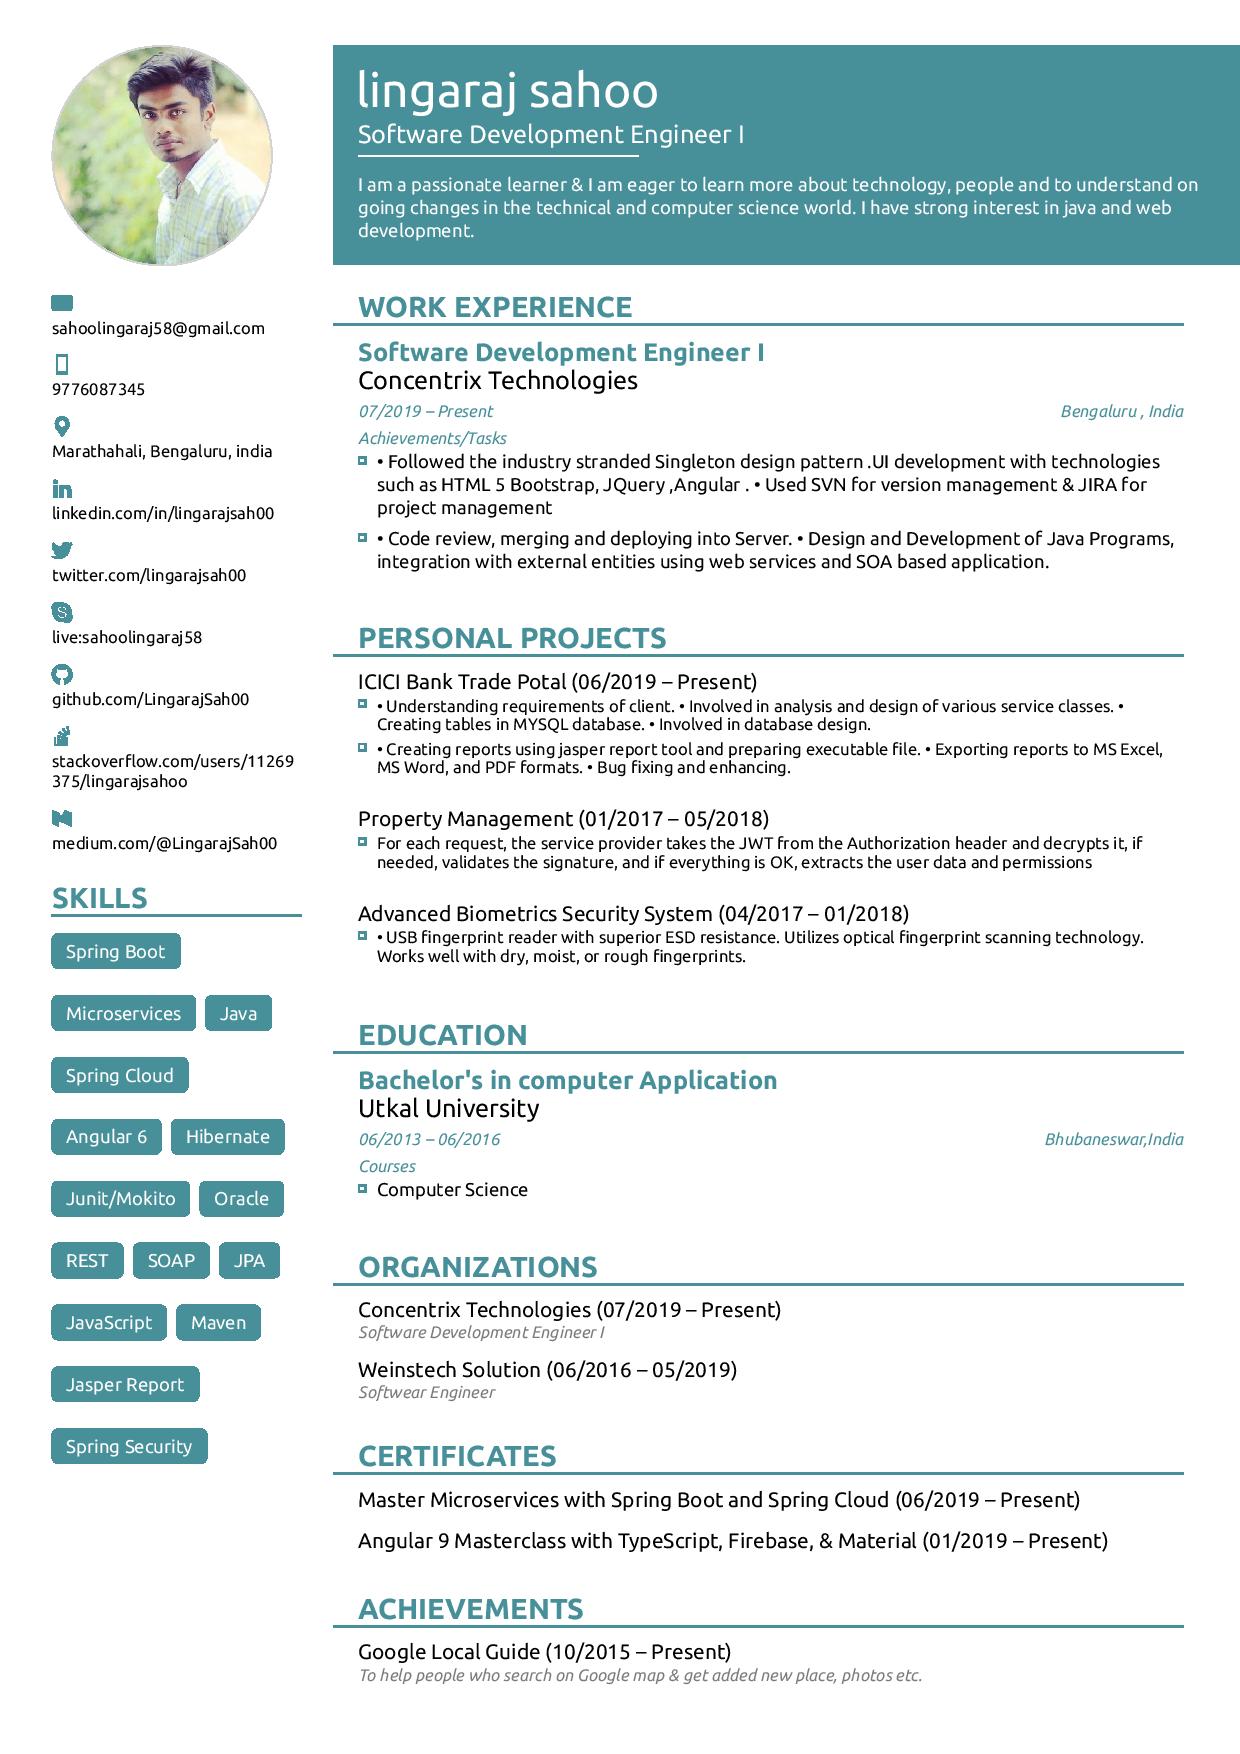 lingaraj sahoo
Software Development Engineer I
I am a passionate learner & I am eager to learn more about technology, people and to understand on
going changes in the technical and computer science world. I have strong interest in java and web
development.
sahoolingaraj58@gmail.com
9776087345
Marathahali, Bengaluru, india
linkedin.com/in/lingarajsah00
twitter.com/lingarajsah00
live:sahoolingaraj58
github.com/LingarajSah00
stackoverflow.com/users/11269
375/lingarajsahoo
medium.com/@LingarajSah00
SKILLS
Spring Boot
Microservices Java
Spring Cloud
Angular 6 Hibernate
Junit/Mokito Oracle
REST SOAP JPA
JavaScript Maven
Jasper Report
Spring Security
WORK EXPERIENCE
Software Development Engineer I
Concentrix Technologies
07/2019 – Present Bengaluru , India
Achievements/Tasks
• Followed the industry stranded Singleton design pattern .UI development with technologies
such as HTML 5 Bootstrap, JQuery ,Angular . • Used SVN for version management & JIRA for
project management
• Code review, merging and deploying into Server. • Design and Development of Java Programs,
integration with external entities using web services and SOA based application.
PERSONAL PROJECTS
ICICI Bank Trade Potal (06/2019 – Present)
• Understanding requirements of client. • Involved in analysis and design of various service classes. •
Creating tables in MYSQL database. • Involved in database design.
• Creating reports using jasper report tool and preparing executable file. • Exporting reports to MS Excel,
MS Word, and PDF formats. • Bug fixing and enhancing.
Property Management (01/2017 – 05/2018)
For each request, the service provider takes the JWT from the Authorization header and decrypts it, if
needed, validates the signature, and if everything is OK, extracts the user data and permissions
Advanced Biometrics Security System (04/2017 – 01/2018)
• USB fingerprint reader with superior ESD resistance. Utilizes optical fingerprint scanning technology.
Works well with dry, moist, or rough fingerprints.
EDUCATION
Bachelor's in computer Application
Utkal University
06/2013 – 06/2016 Bhubaneswar,India
Courses
Computer Science
ORGANIZATIONS
Concentrix Technologies (07/2019 – Present)
Software Development Engineer I
Weinstech Solution (06/2016 – 05/2019)
Softwear Engineer
CERTIFICATES
Master Microservices with Spring Boot and Spring Cloud (06/2019 – Present)
Angular 9 Masterclass with TypeScript, Firebase, & Material (01/2019 – Present)
ACHIEVEMENTS
Google Local Guide (10/2015 – Present)
To help people who search on Google map & get added new place, photos etc.